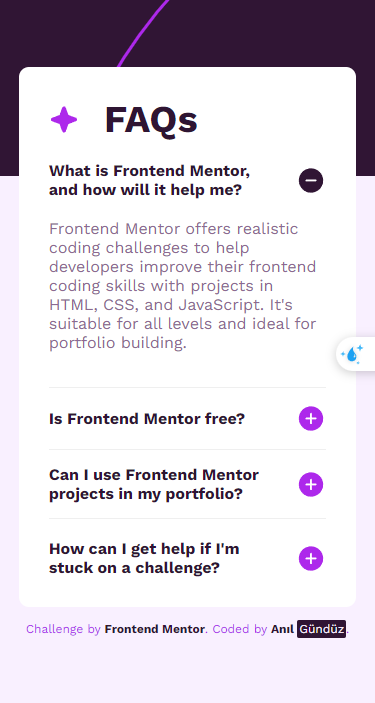 FAQs
What is Frontend Mentor,
and how will it help me?
Frontend Mentor offers realistic
coding challenges to help
developers improve their frontend
coding skills with projects in
HTML, CSS, and JavaScript. It's
suitable for all levels and ideal for
portfolio building.
Is Frontend Mentor free?
Can I use Frontend Mentor
projects in my portfolio?
How can I get help if I'm
stuck on a challenge?
Challenge by Frontend Mentor. Coded by Anıl Gündüz.